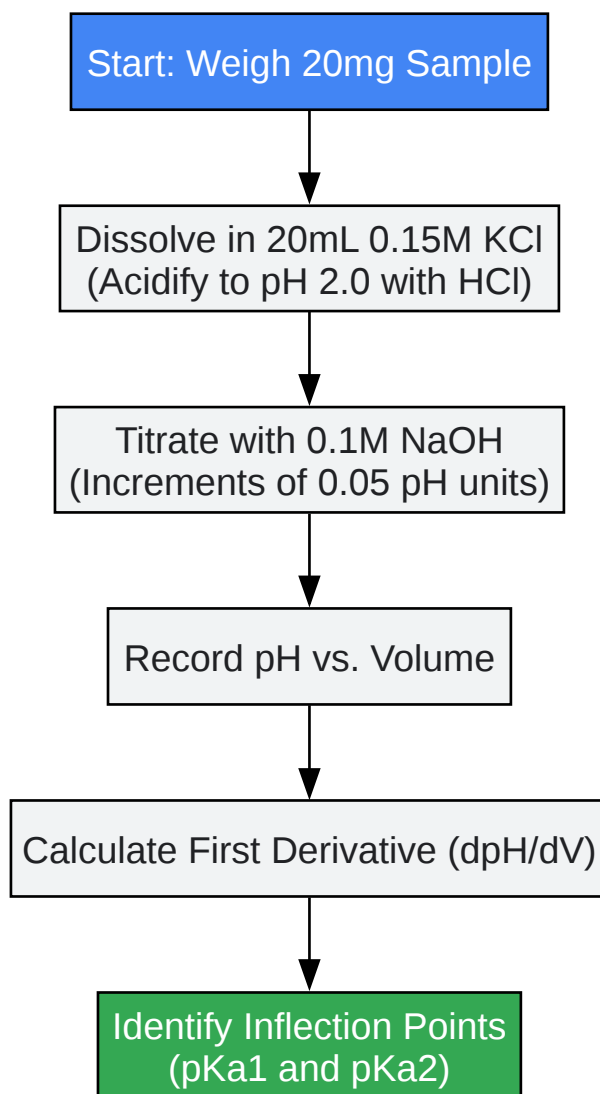 Start: Weigh 20mg Sample
Dissolve in 20mL 0.15M KCl
(Acidify to pH 2.0 with HCl)
Titrate with 0.1M NaOH
(Increments of 0.05 pH units)
Record pH vs. Volume
Calculate First Derivative (dpH/dV)
Identify Inflection Points
(pKa1 and pKa2)